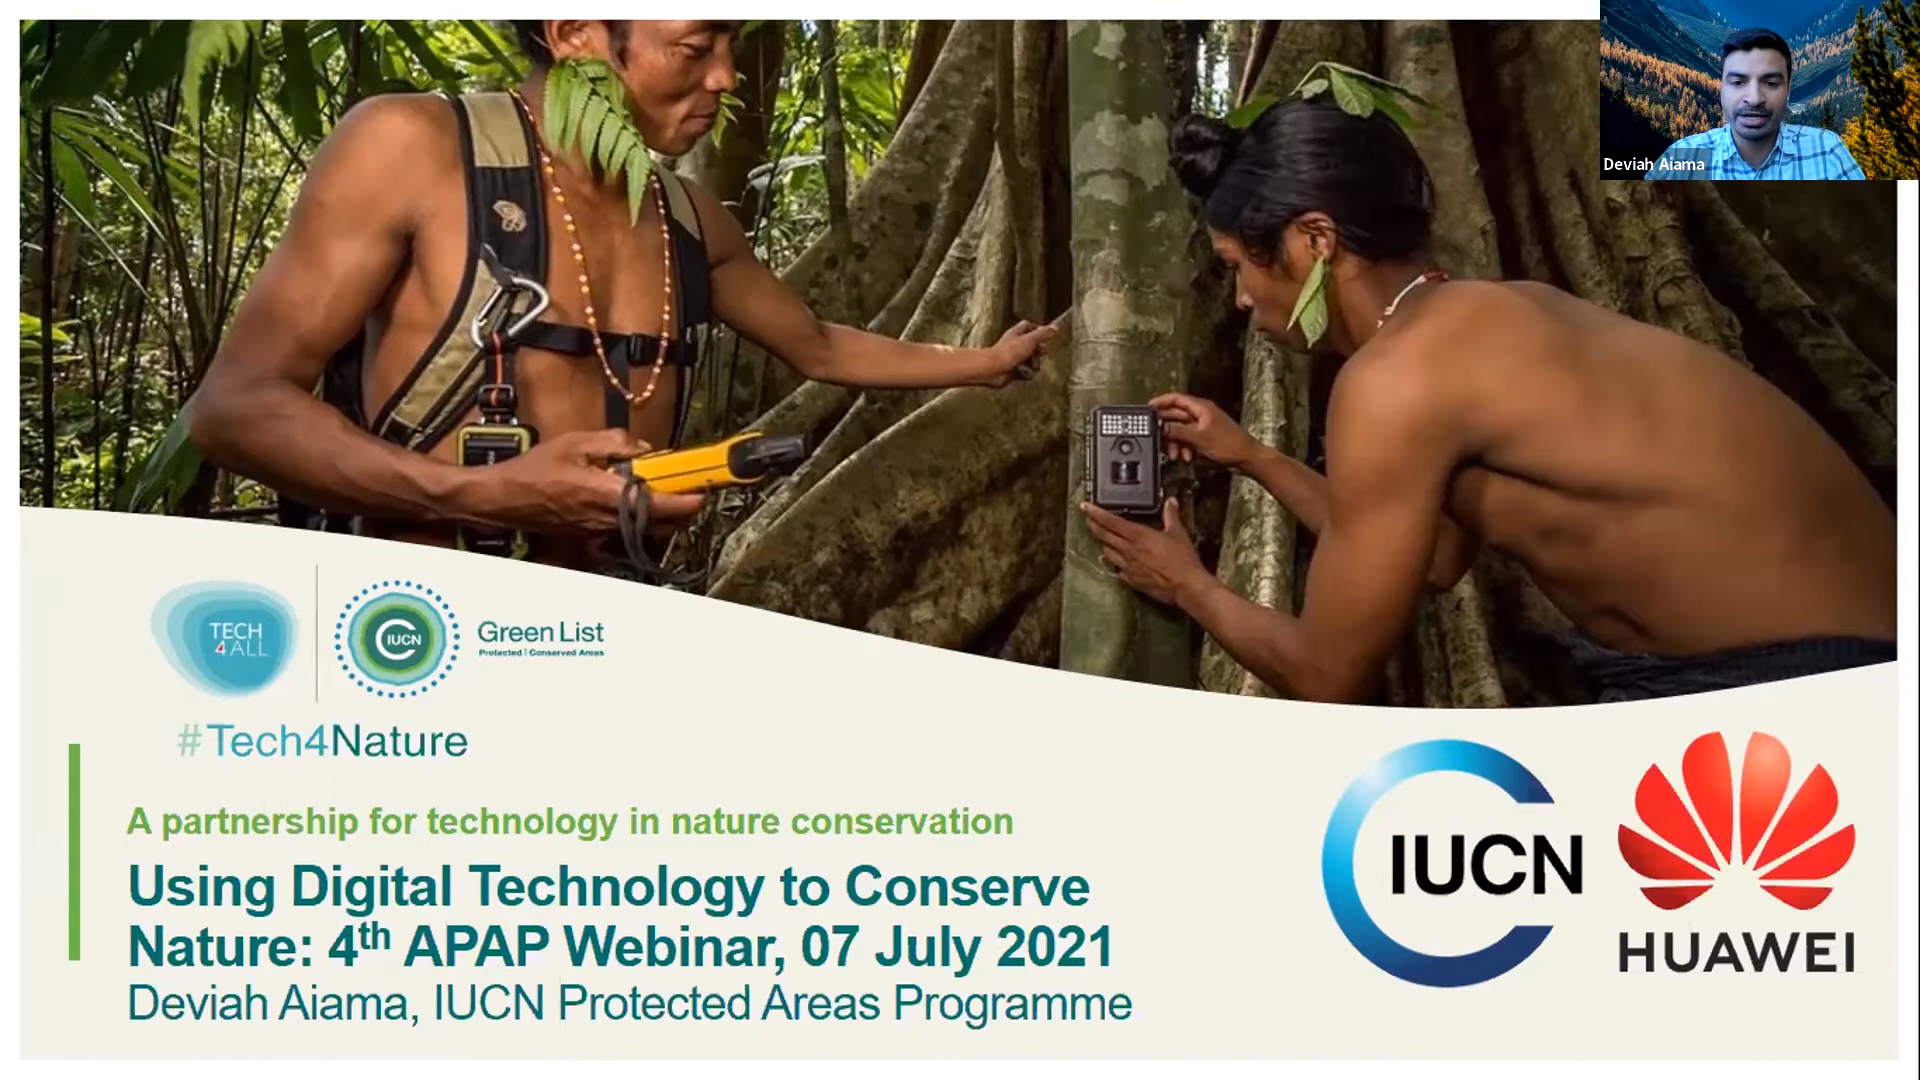 Deviah Aiama
TECH
4ALL
IUCN
Green List
Protected | Conserved Areas
#Tech4Nature
A partnership for technology in nature conservation
Using Digital Technology to Conserve
Nature: 4th APAP Webinar, 07 July 2021
Deviah Aiama, IUCN Protected Areas Programme
IUCN
HUAWEI